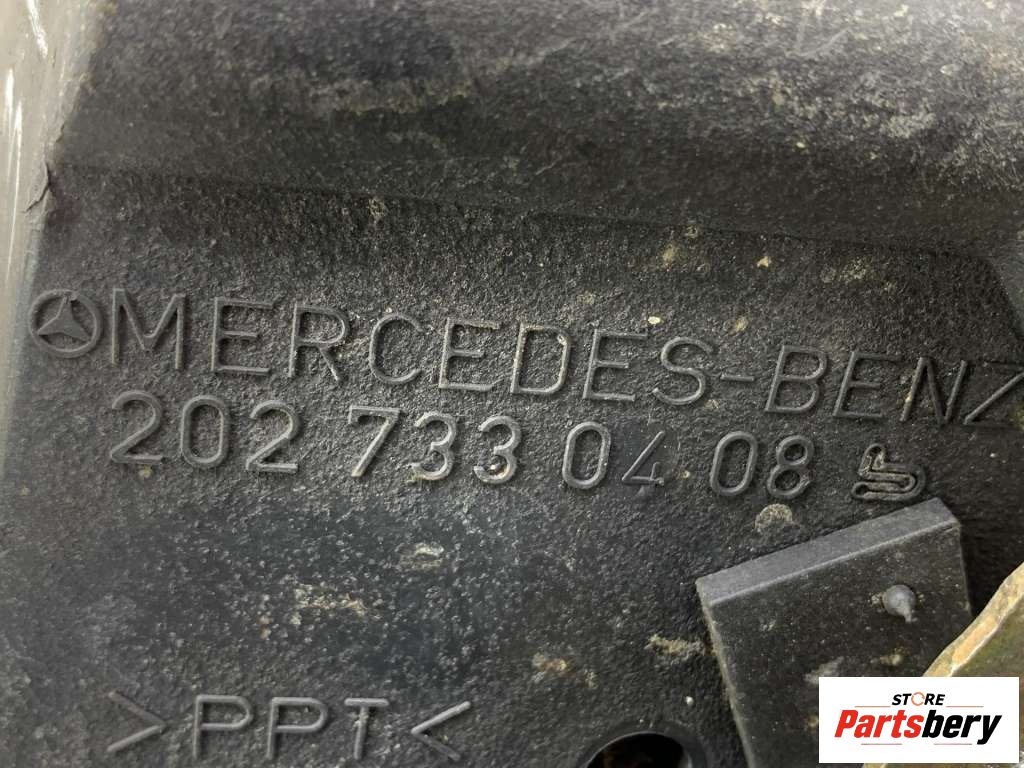 MERCEDES-BENZ
202 733 04 08
>PPT<
STORE
Partsbery